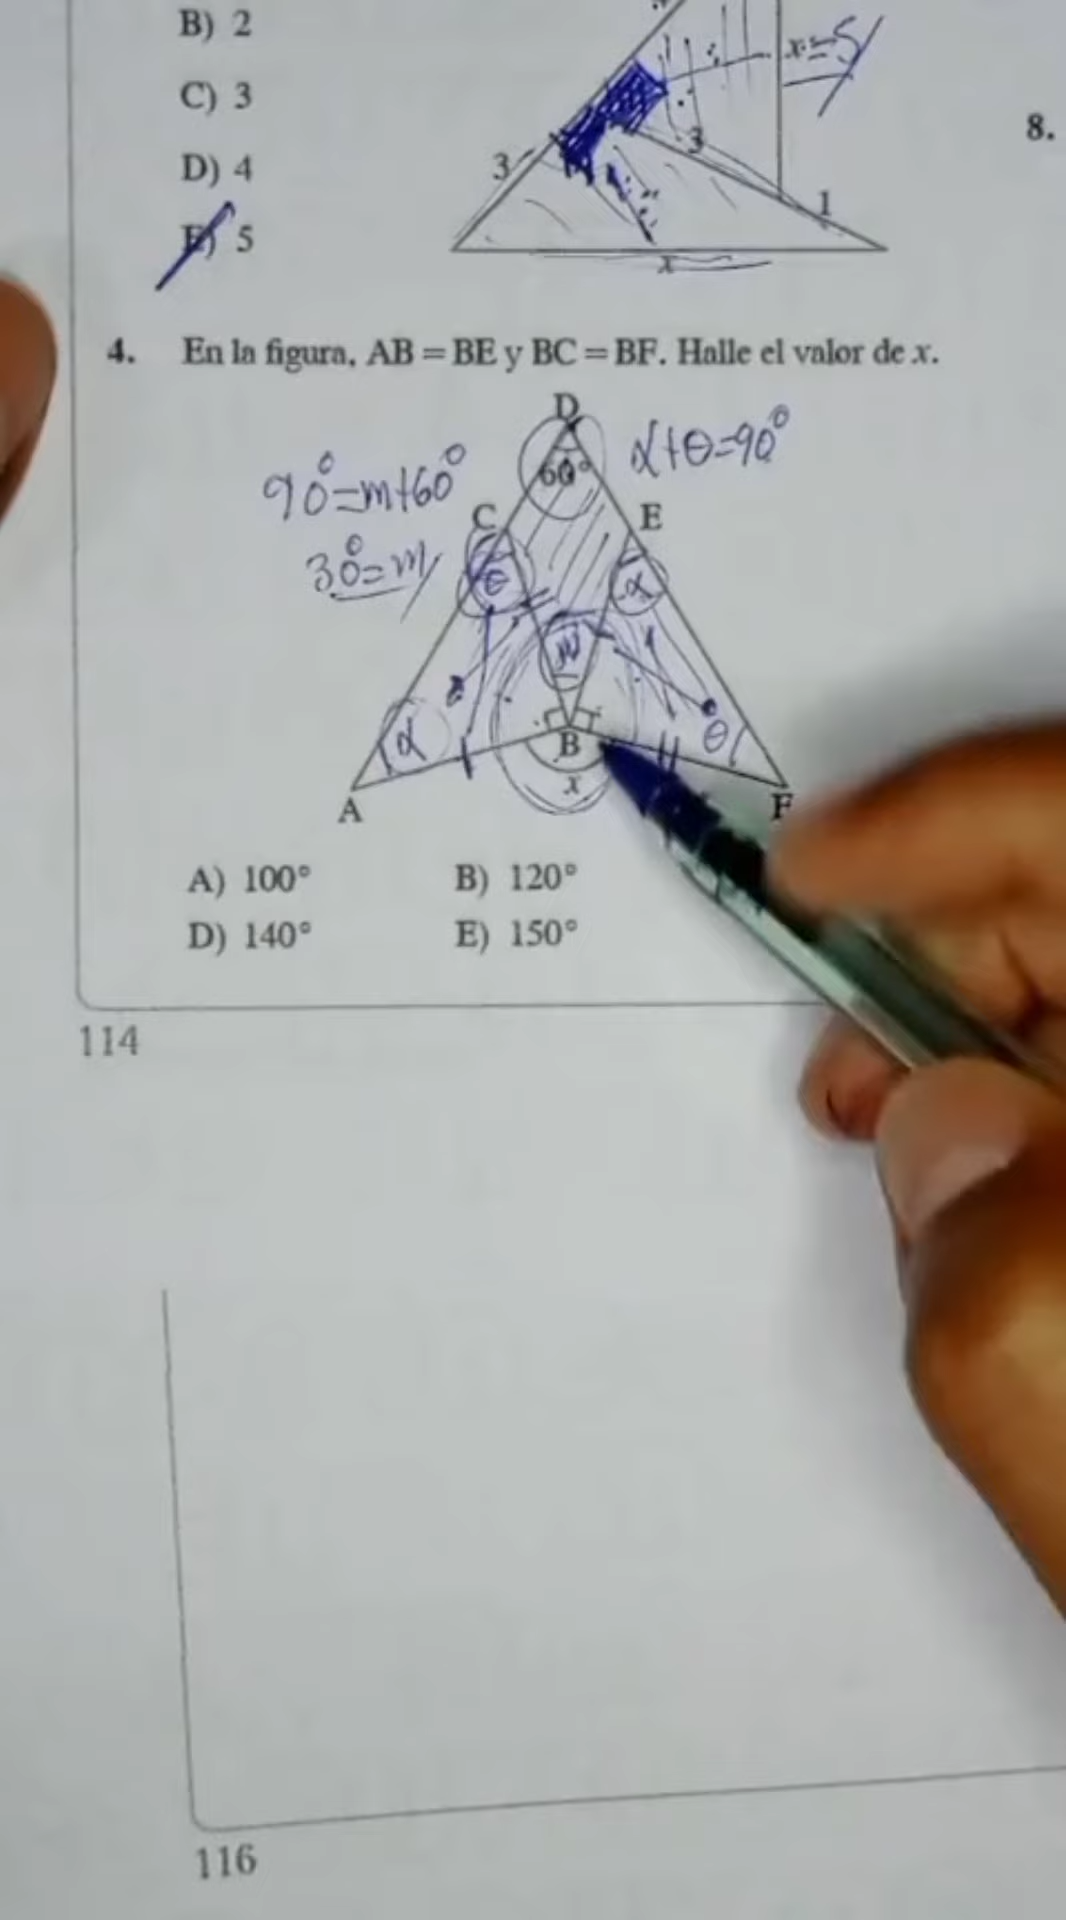 B) 2
C) 3
D) 4
E) 5
3
3
1
x
x=5
8.
4. En la figura, AB = BE y BC = BF. Halle el valor de x.
D
60°
90°=m+60°
α+θ=90°
C
E
30°=m
θ
α
m
α
B
θ
x
A
F
A) 100°
B) 120°
D) 140°
E) 150°
114
116